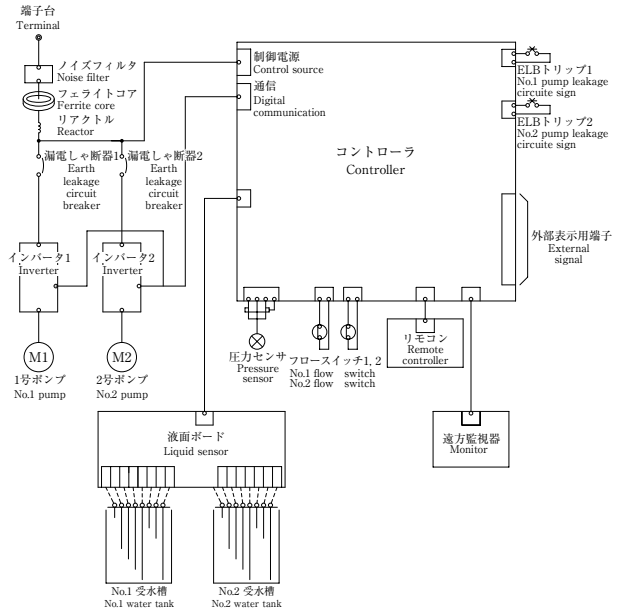 端子台
Terminal
ノイズフィルタ
Noise filter
フェライトコア
Ferrite core
リアクトル
Reactor
漏電しゃ断器1
Earth
leakage
circuit
breaker
漏電しゃ断器2
Earth
leakage
circuit
breaker
インバータ1
Inverter
インバータ2
Inverter
M1
M2
1号ポンプ
No.1 pump
2号ポンプ
No.2 pump
制御電源
Control source
通信
Digital
communication
コントローラ
Controller
ELBトリップ1
No.1 pump leakage
circuite sign
ELBトリップ2
No.2 pump leakage
circuite sign
外部表示用端子
External
signal
圧力センサ
Pressure
sensor
フロースイッチ1, 2
No.1 flow switch
No.2 flow switch
リモコン
Remote
controller
遠方監視器
Monitor
液面ボード
Liquid sensor
No.1 受水槽
No.1 water tank
No.2 受水槽
No.2 water tank